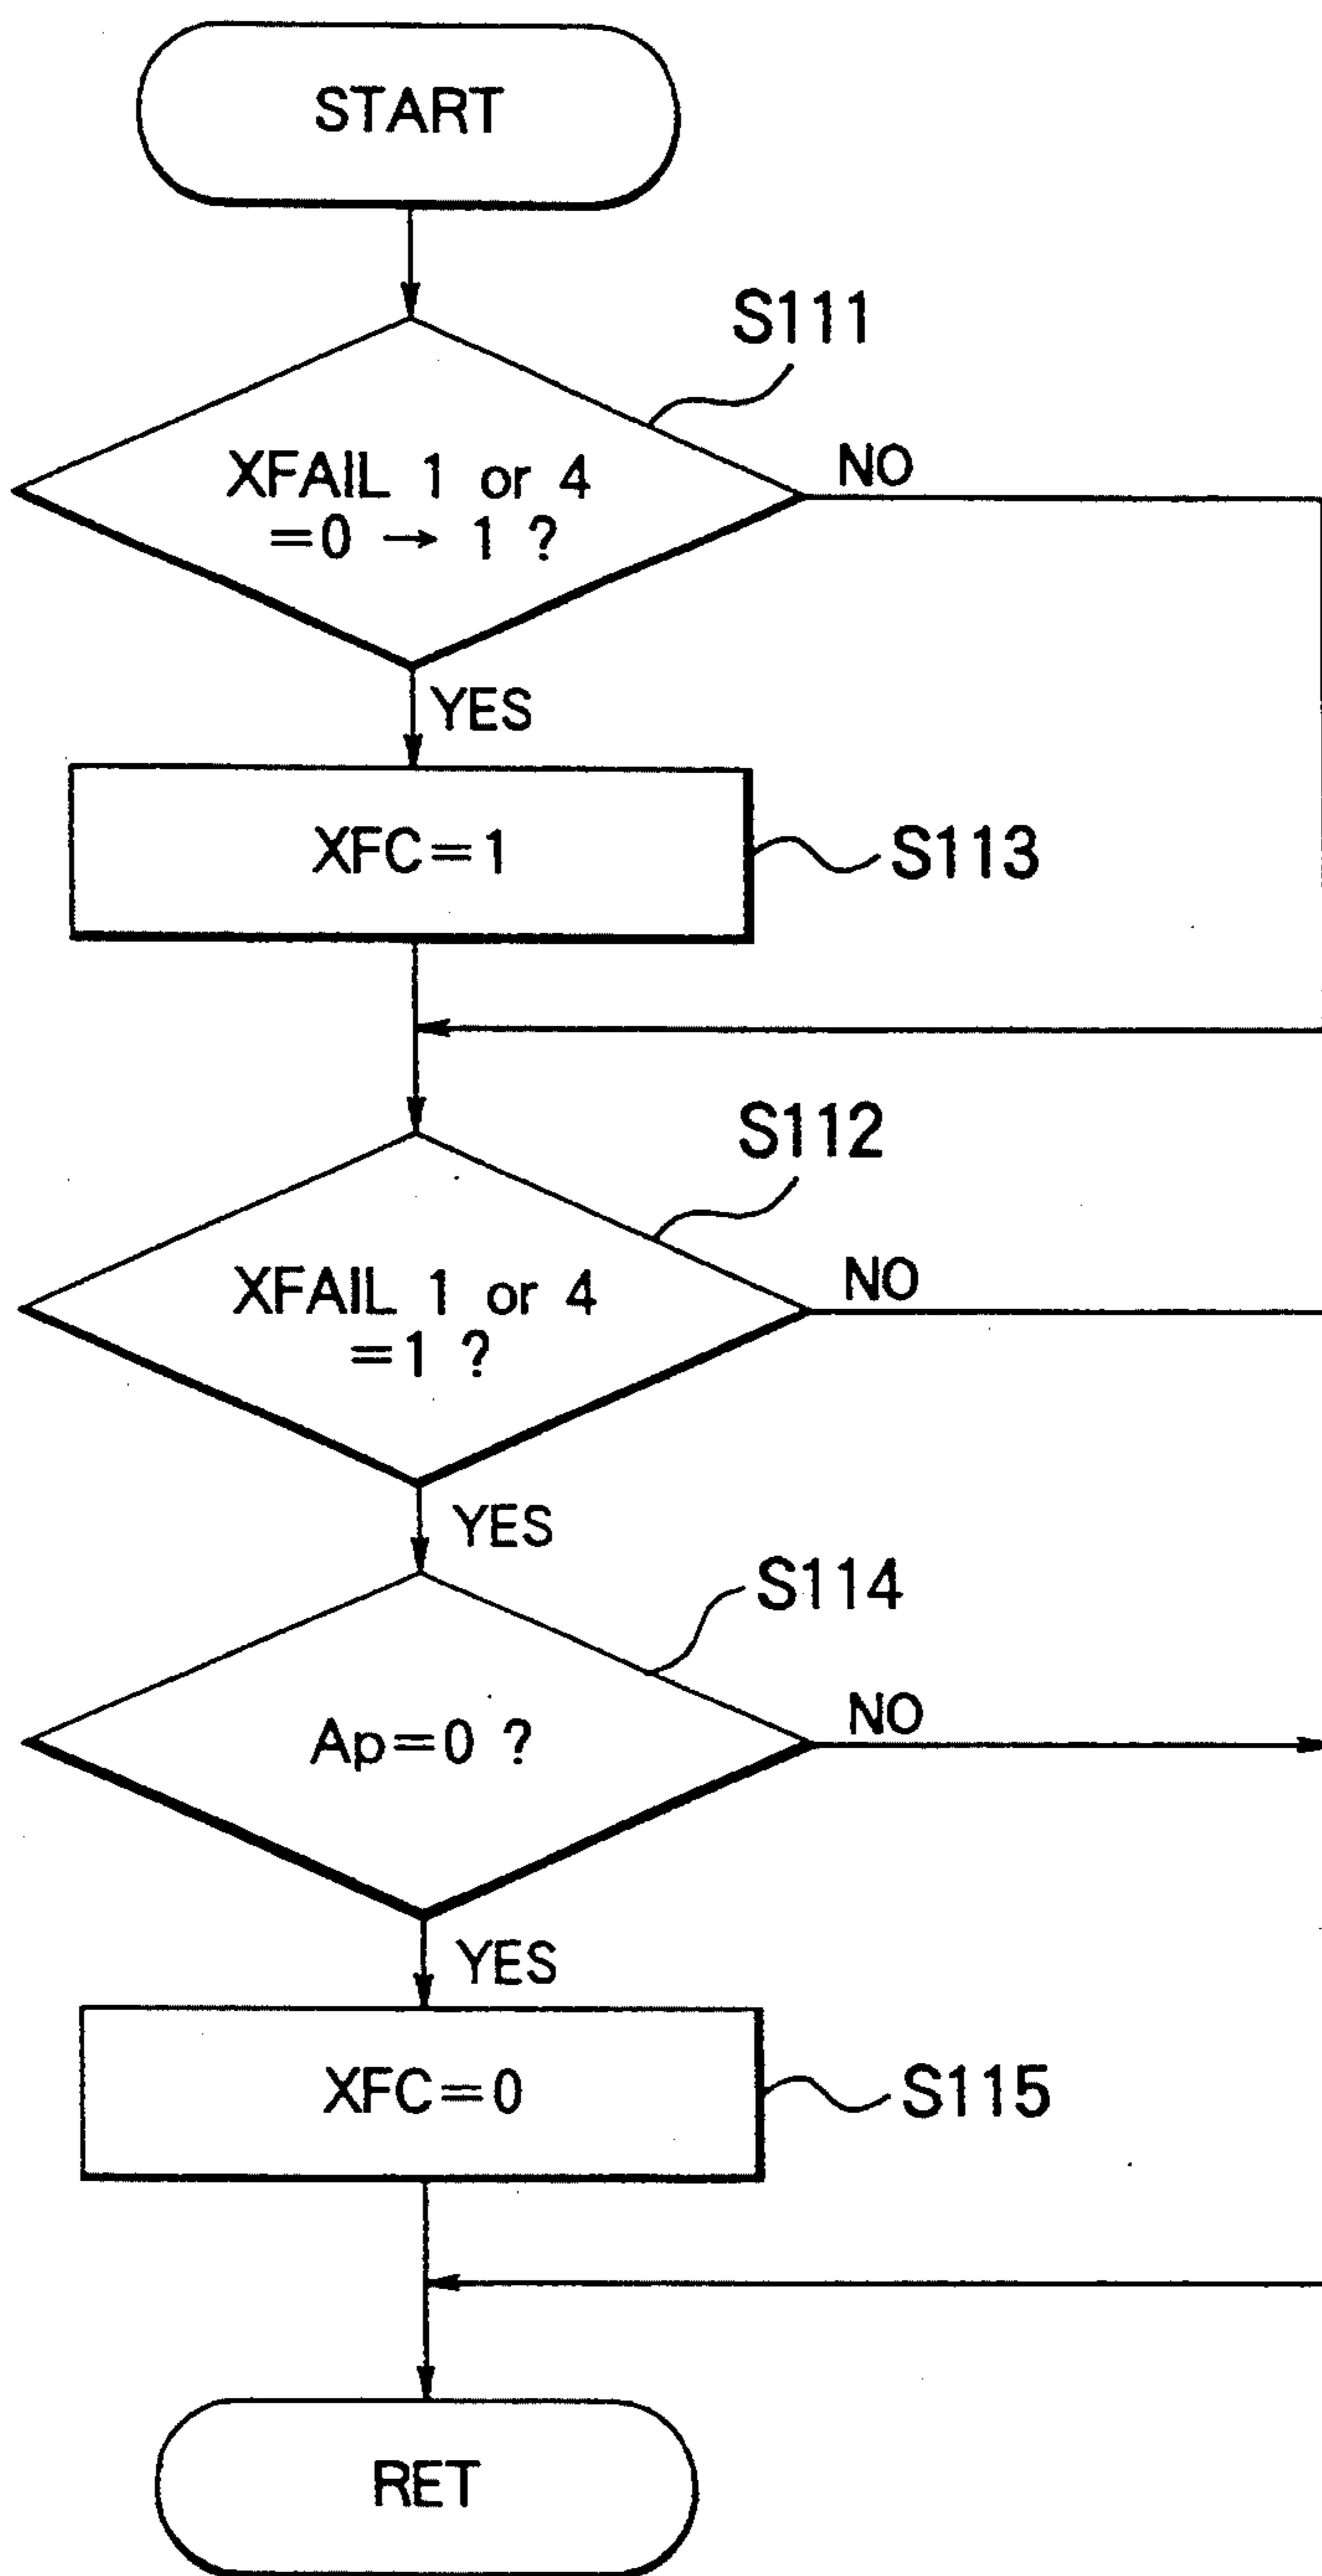 START
S111
XFAIL 1 or 4
=0 → 1 ?
NO
YES
XFC=1
S113
S112
XFAIL 1 or 4
=1 ?
NO
YES
S114
Ap=0 ?
NO
YES
XFC=0
S115
RET